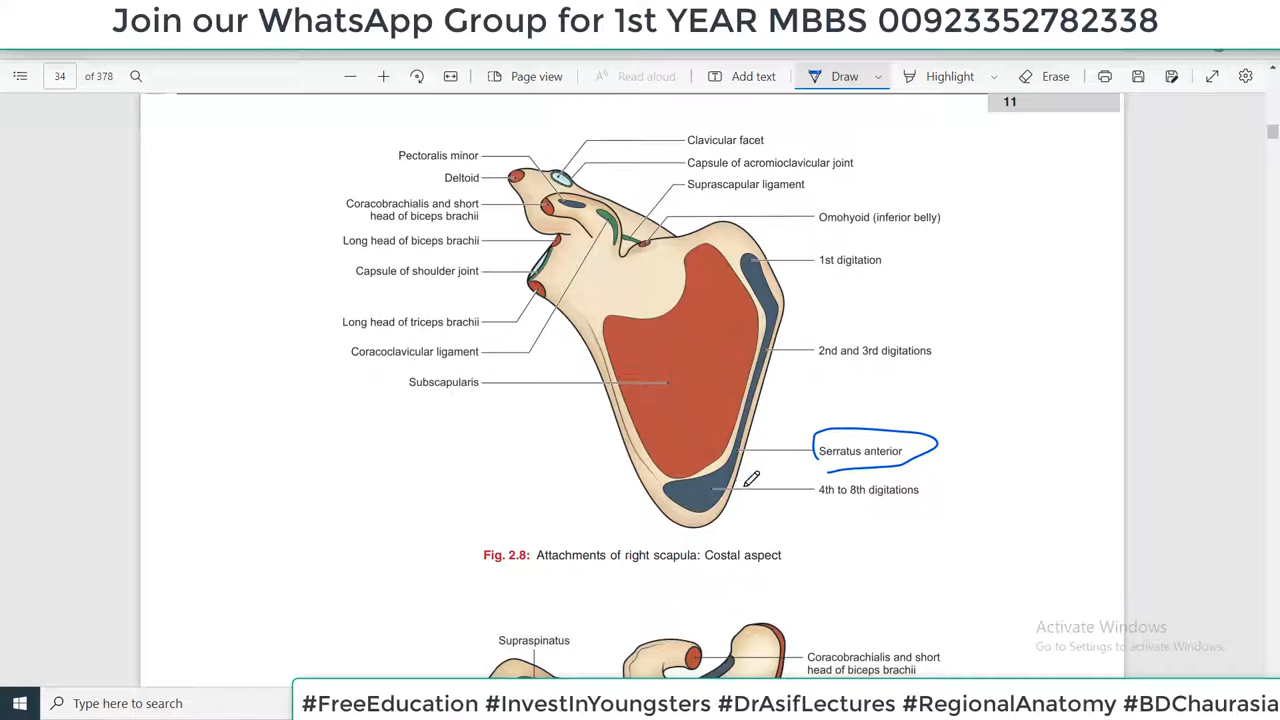 Join our WhatsApp Group for 1st YEAR MBBS 00923352782338
34 of 378
Page view
Read aloud
Add text
Draw
Highlight
Erase
11
Clavicular facet
Pectoralis minor
Capsule of acromioclavicular joint
Deltoid
Suprascapular ligament
Coracobrachialis and short
head of biceps brachii
Omohyoid (inferior belly)
Long head of biceps brachii
1st digitation
Capsule of shoulder joint
Long head of triceps brachii
2nd and 3rd digitations
Coracoclavicular ligament
Subscapularis
Serratus anterior
4th to 8th digitations
Fig. 2.8: Attachments of right scapula: Costal aspect
Supraspinatus
Coracobrachialis and short
head of biceps brachii
Activate Windows
Go to Settings to activate Windows.
Type here to search
#FreeEducation #InvestInYoungsters #DrAsifLectures #RegionalAnatomy #BDChaurasia